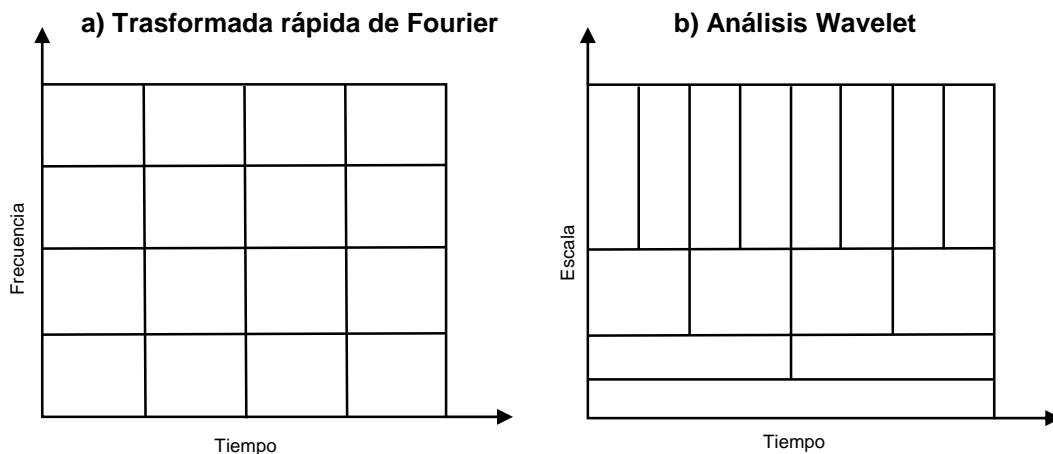 a) Trasformada rápida de Fourier
Frecuencia
Tiempo
b) Análisis Wavelet
Escala
Tiempo